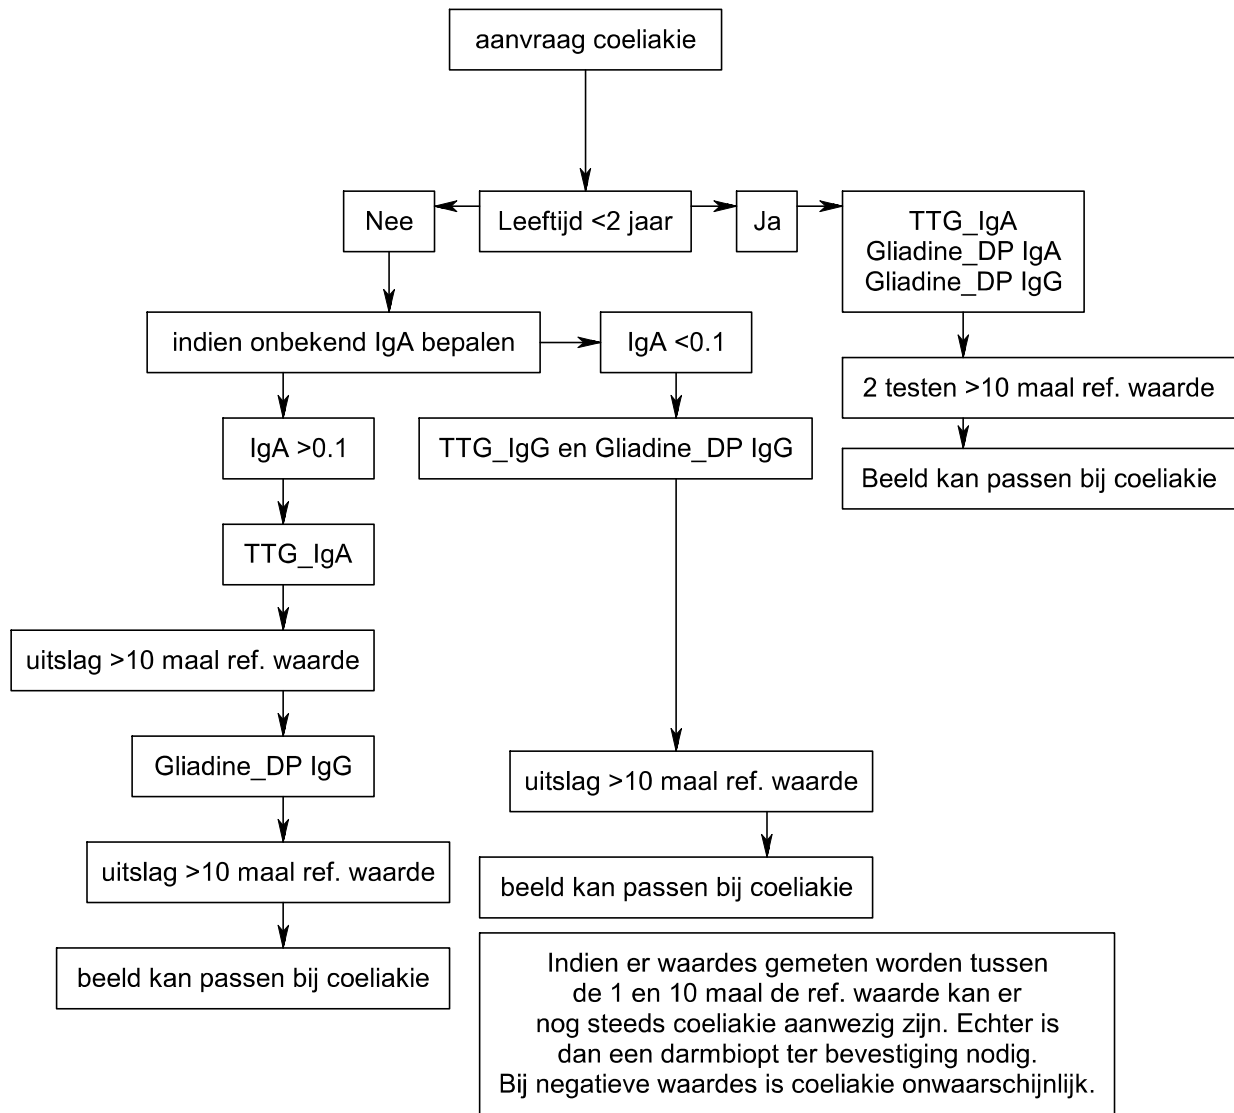 aanvraag coeliakie
Nee
Leeftijd <2 jaar
Ja
TTG_IgA
Gliadine_DP IgA
Gliadine_DP IgG
indien onbekend IgA bepalen
IgA <0.1
2 testen >10 maal ref. waarde
IgA >0.1
TTG_IgG en Gliadine_DP IgG
Beeld kan passen bij coeliakie
TTG_IgA
uitslag >10 maal ref. waarde
Gliadine_DP IgG
uitslag >10 maal ref. waarde
uitslag >10 maal ref. waarde
beeld kan passen bij coeliakie
beeld kan passen bij coeliakie
Indien er waardes gemeten worden tussen
de 1 en 10 maal de ref. waarde kan er
nog steeds coeliakie aanwezig zijn. Echter is
dan een darmbiopt ter bevestiging nodig.
Bij negatieve waardes is coeliakie onwaarschijnlijk.